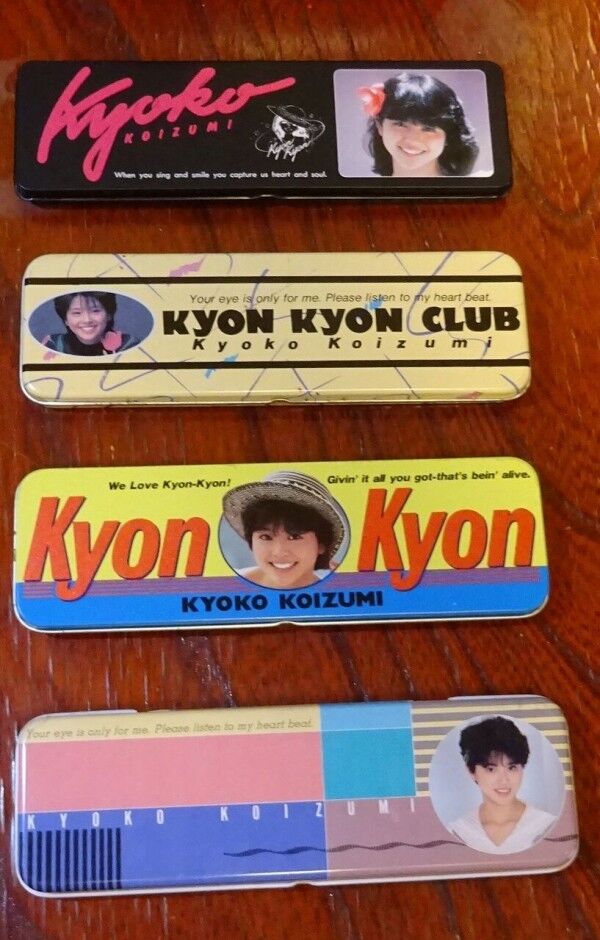 Kyoko
KOIZUMI
Kyon
Kyon
When you sing and smile you capture us heart and soul.
Your eye is only for me. Please listen to my heart beat.
KYON KYON CLUB
Kyoko Koizumi
We Love Kyon-Kyon!
Givin' it all you got-that's bein' alive.
Kyon Kyon
KYOKO KOIZUMI
Your eye is only for me. Please listen to my heart beat.
KYOKO KOIZUMI